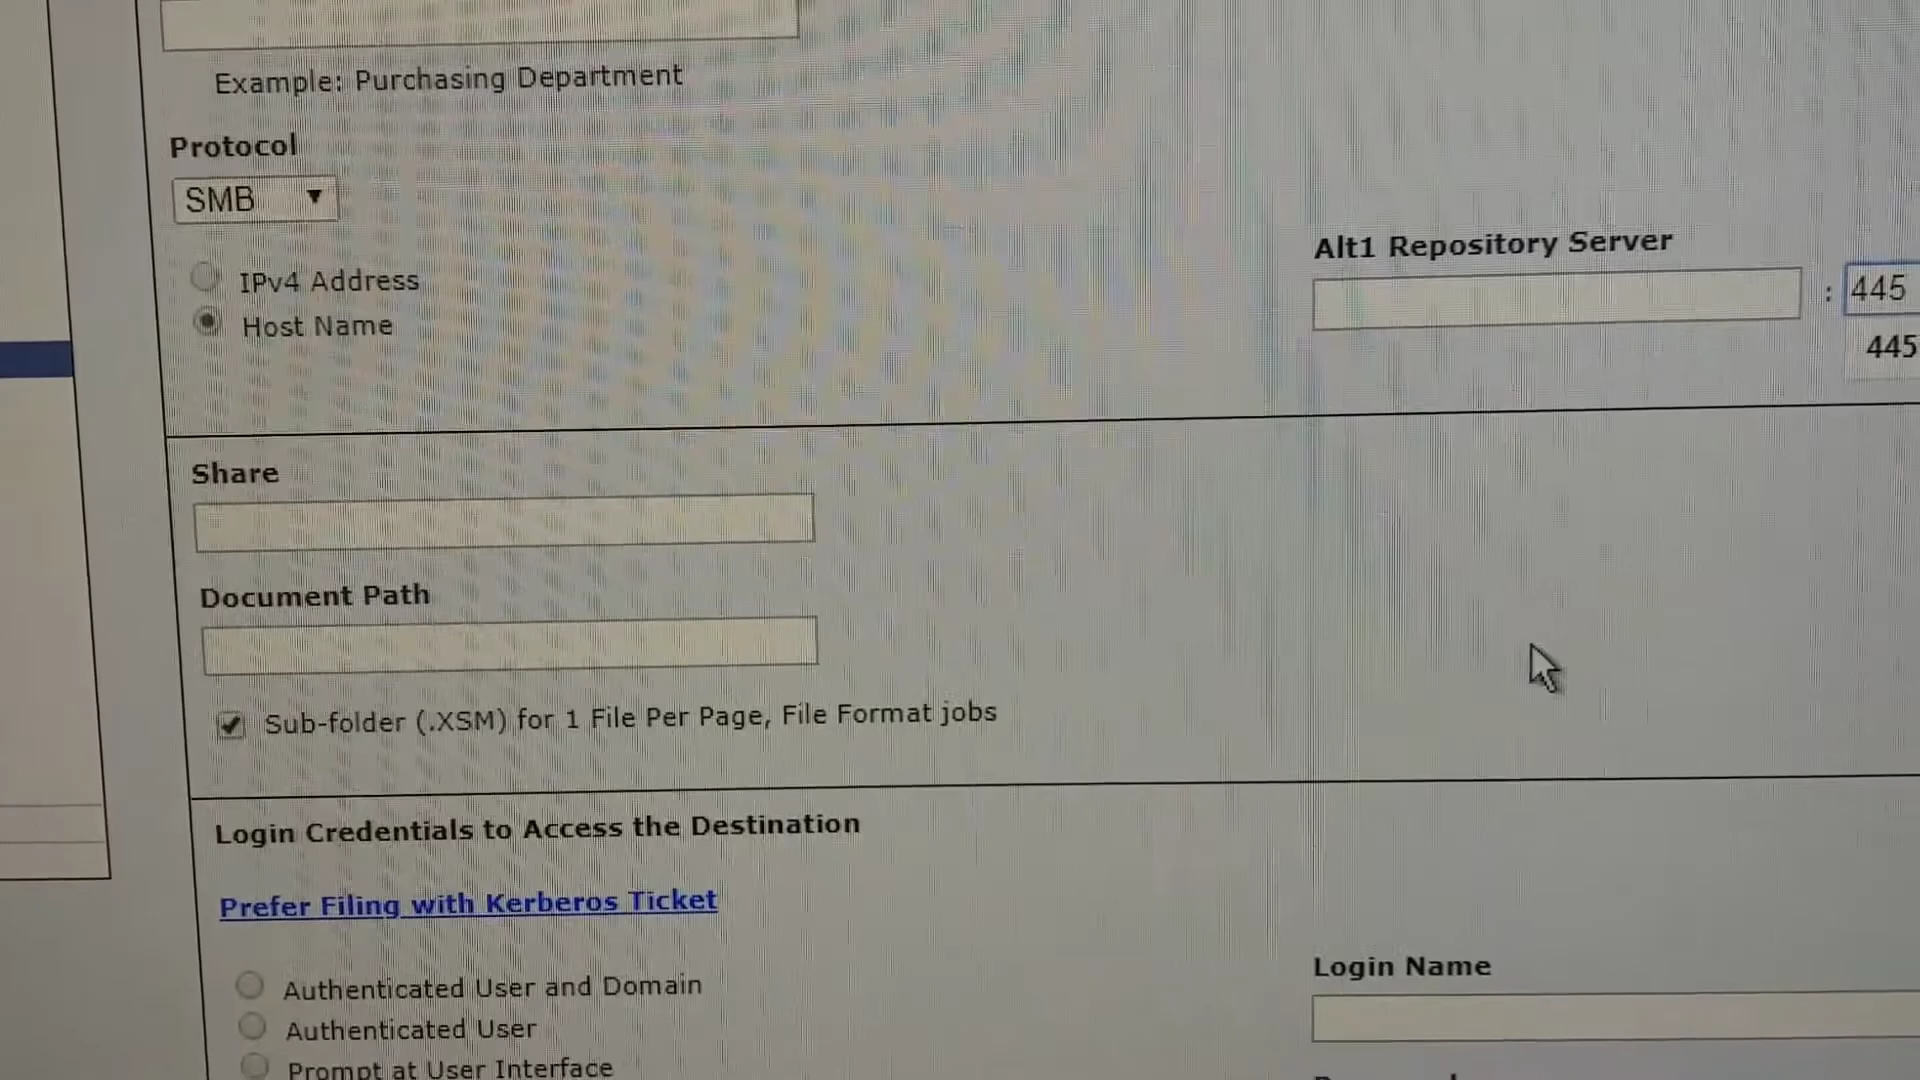 Example: Purchasing Department
Protocol
SMB
IPv4 Address
Host Name
Alt1 Repository Server
: 445
445
Share
Document Path
Sub-folder (.XSM) for 1 File Per Page, File Format jobs
Login Credentials to Access the Destination
Prefer Filing with Kerberos Ticket
Authenticated User and Domain
Authenticated User
Prompt at User Interface
Login Name